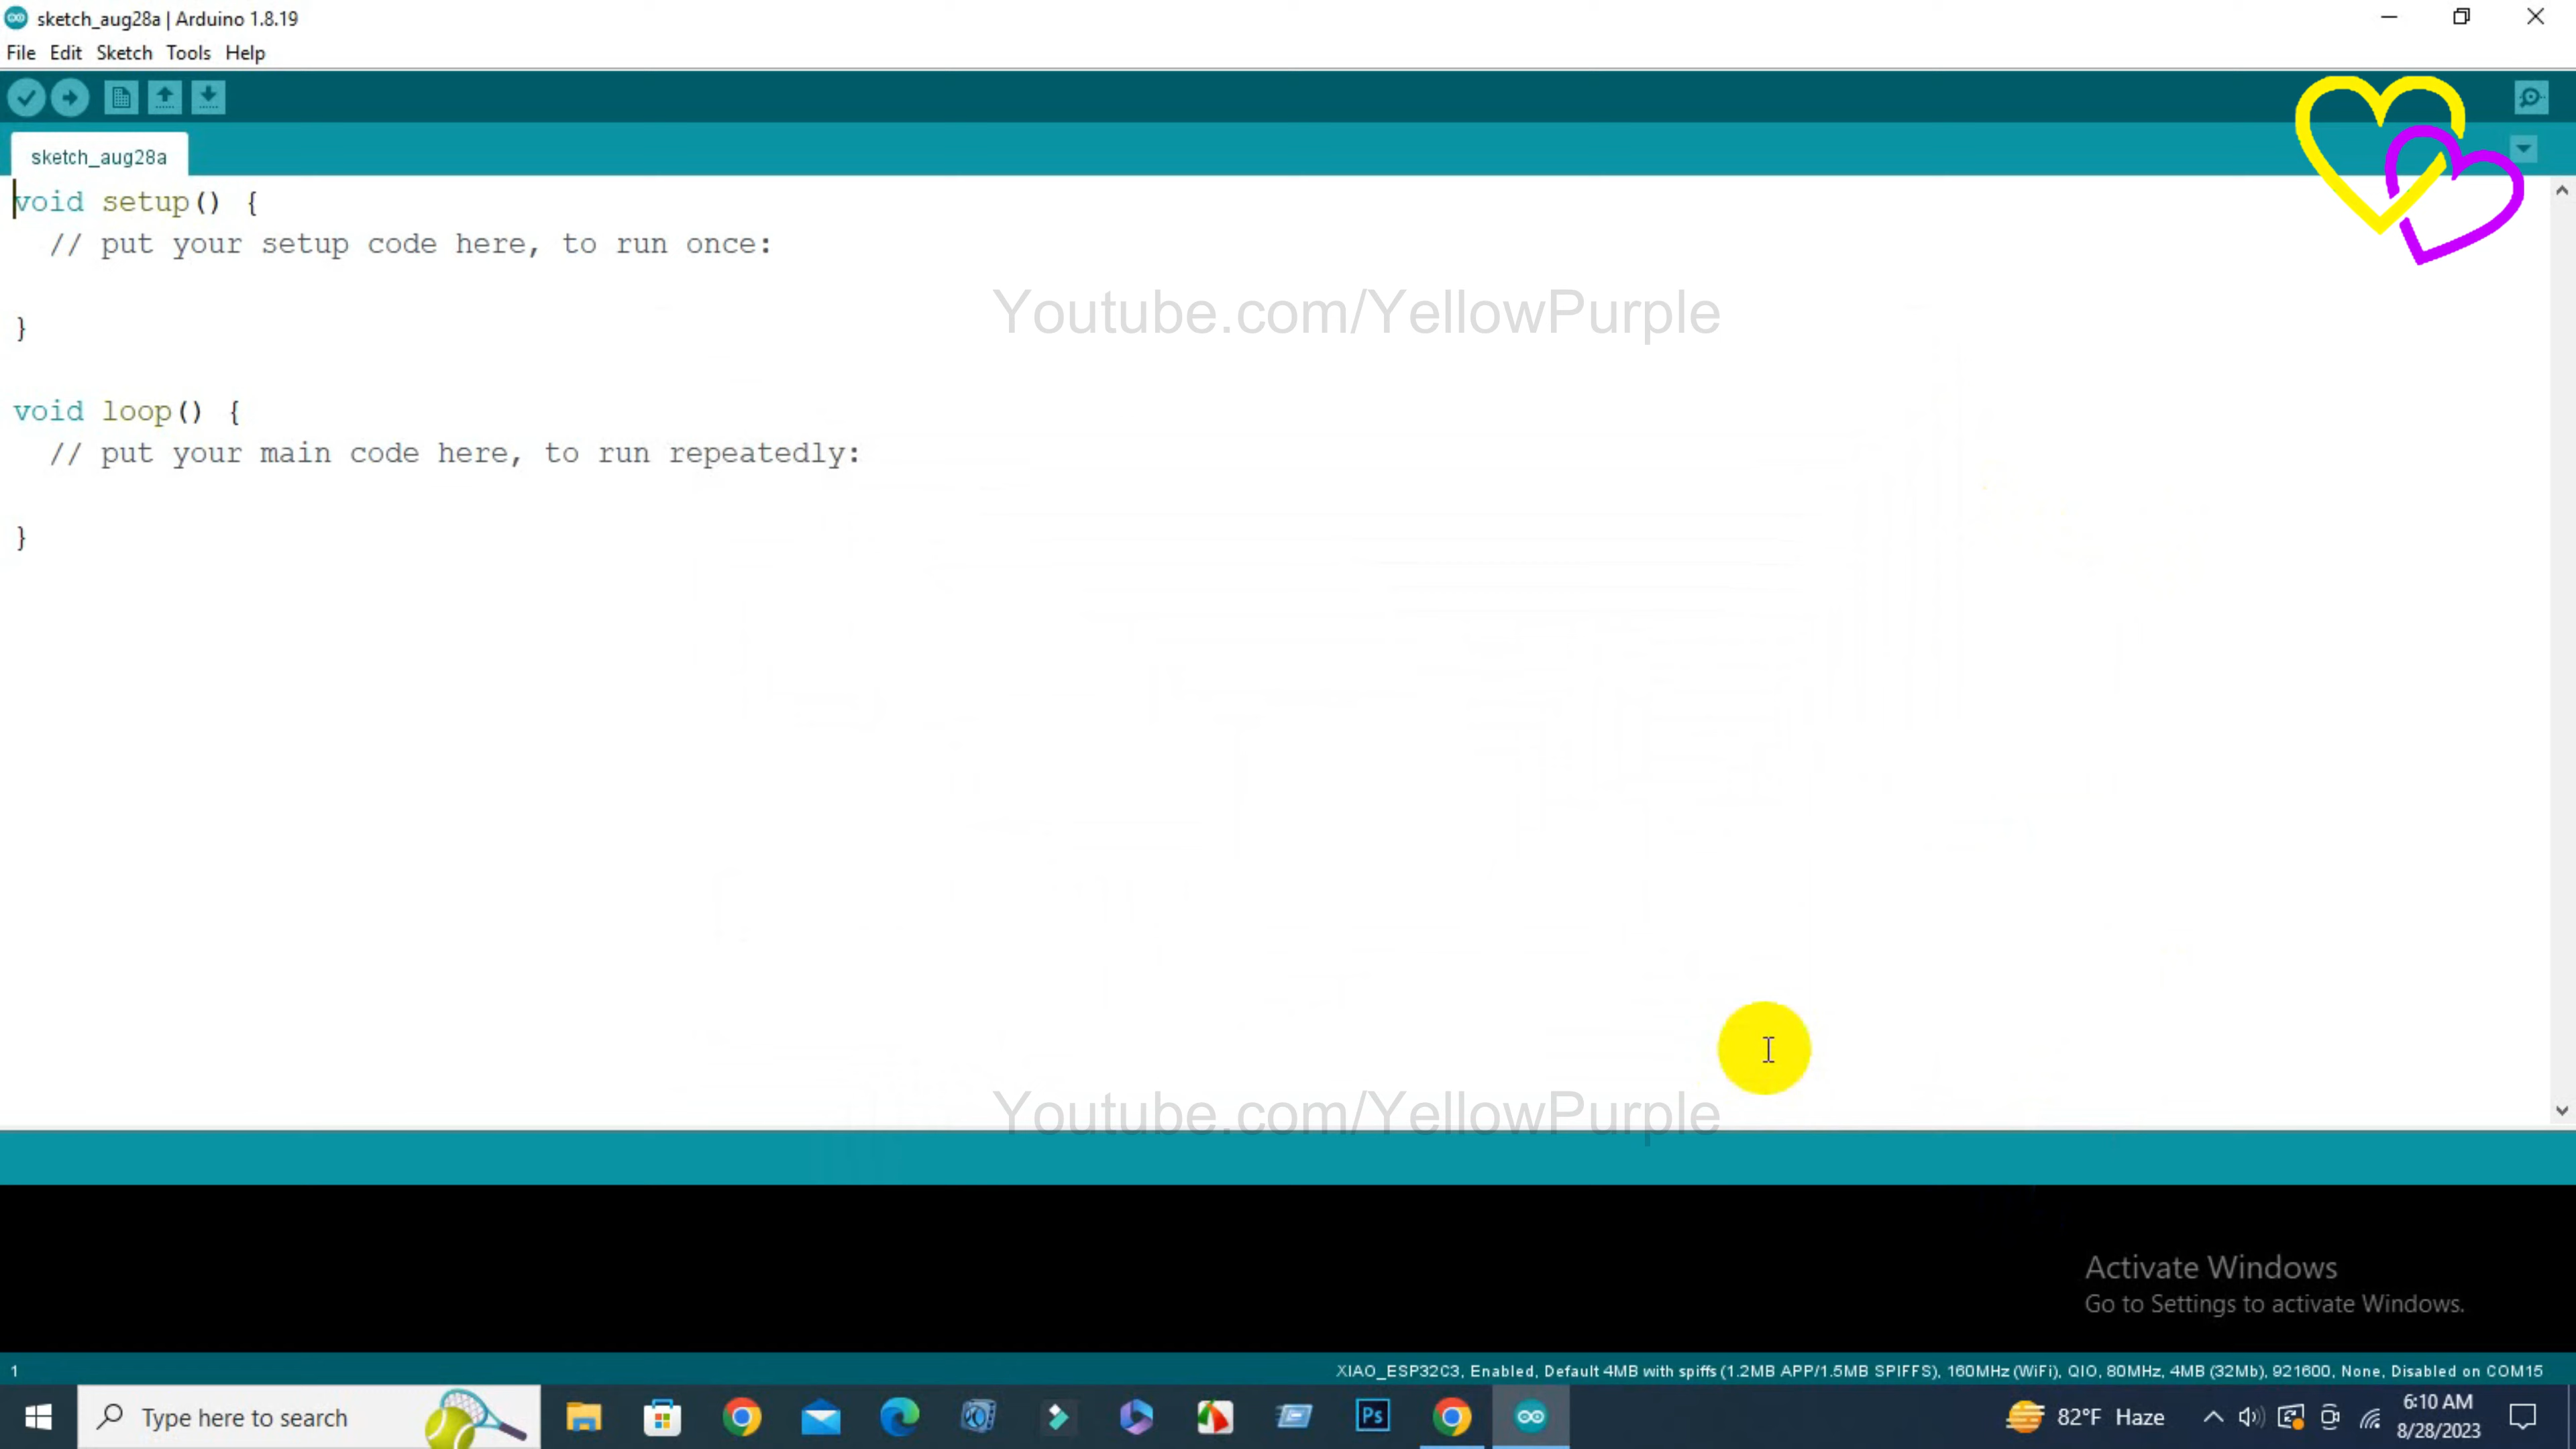 sketch_aug28a | Arduino 1.8.19
File Edit Sketch Tools Help
sketch_aug28a
void setup() {
// put your setup code here, to run once:
Youtube.com/YellowPurple
}
void loop() {
// put your main code here, to run repeatedly:
}
Youtube.com/YellowPurple
Activate Windows
Go to Settings to activate Windows.
1
XIAO_ESP32C3, Enabled, Default 4MB with spiffs (1.2MB APP/1.5MB SPIFFS), 160MHz (WiFi), QIO, 80MHz, 4MB (32Mb), 921600, None, Disabled on COM15
Type here to search
Ps
82°F Haze
6:10 AM
8/28/2023